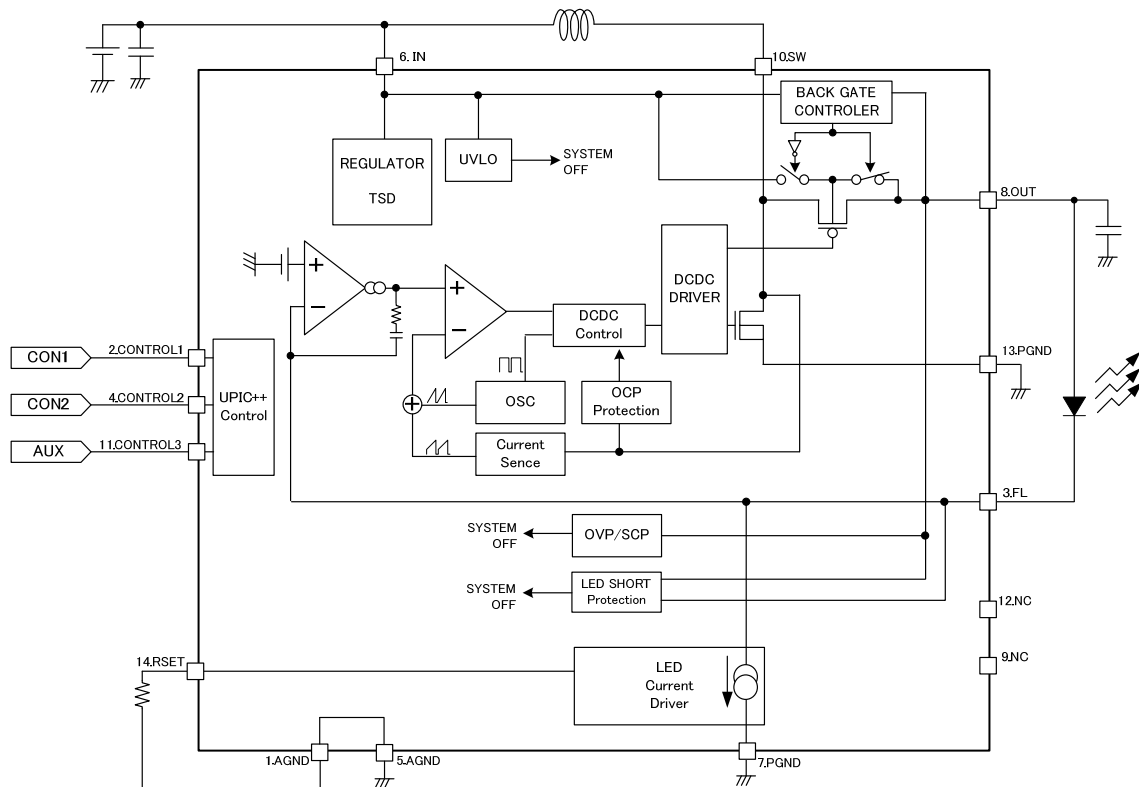 6. IN
10.SW
BACK GATE
CONTROLER
REGULATOR
TSD
UVLO
SYSTEM
OFF
8.OUT
+
−
+
−
DCDC
Control
DCDC
DRIVER
13.PGND
CON1
2.CONTROL1
CON2
4.CONTROL2
AUX
11.CONTROL3
UPIC++
Control
OSC
OCP
Protection
Current
Sence
3.FL
SYSTEM
OFF
OVP/SCP
SYSTEM
OFF
LED SHORT
Protection
12.NC
9.NC
14.RSET
LED
Current
Driver
1.AGND
5.AGND
7.PGND